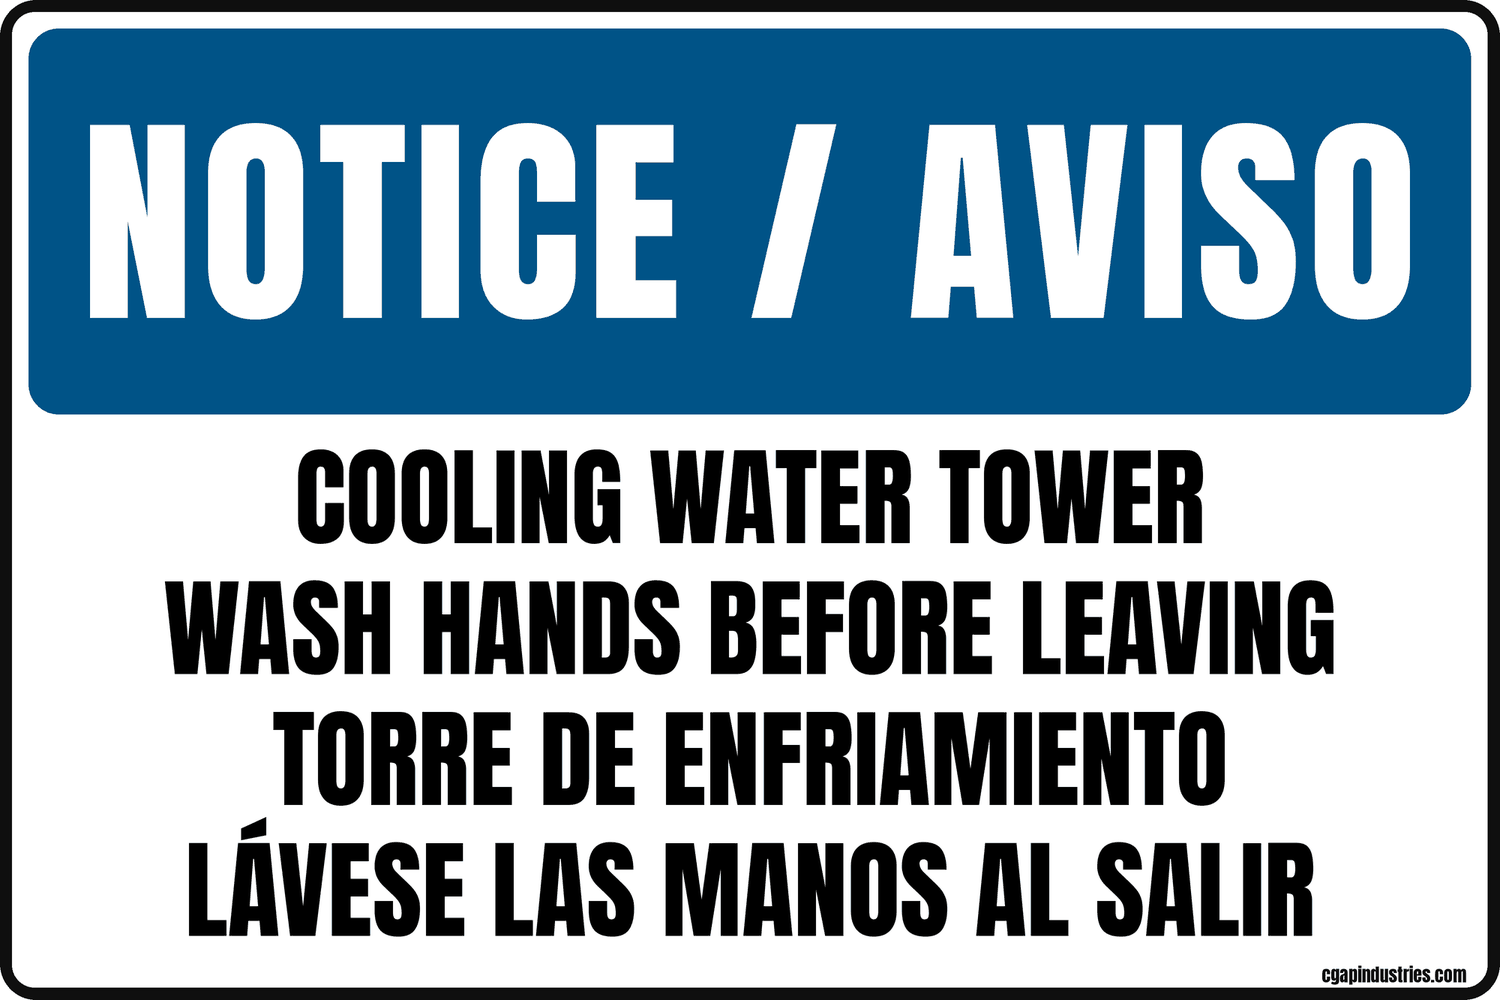 NOTICE / AVISO
COOLING WATER TOWER
WASH HANDS BEFORE LEAVING
TORRE DE ENFRIAMIENTO
LÁVESE LAS MANOS AL SALIR
cgapindustries.com